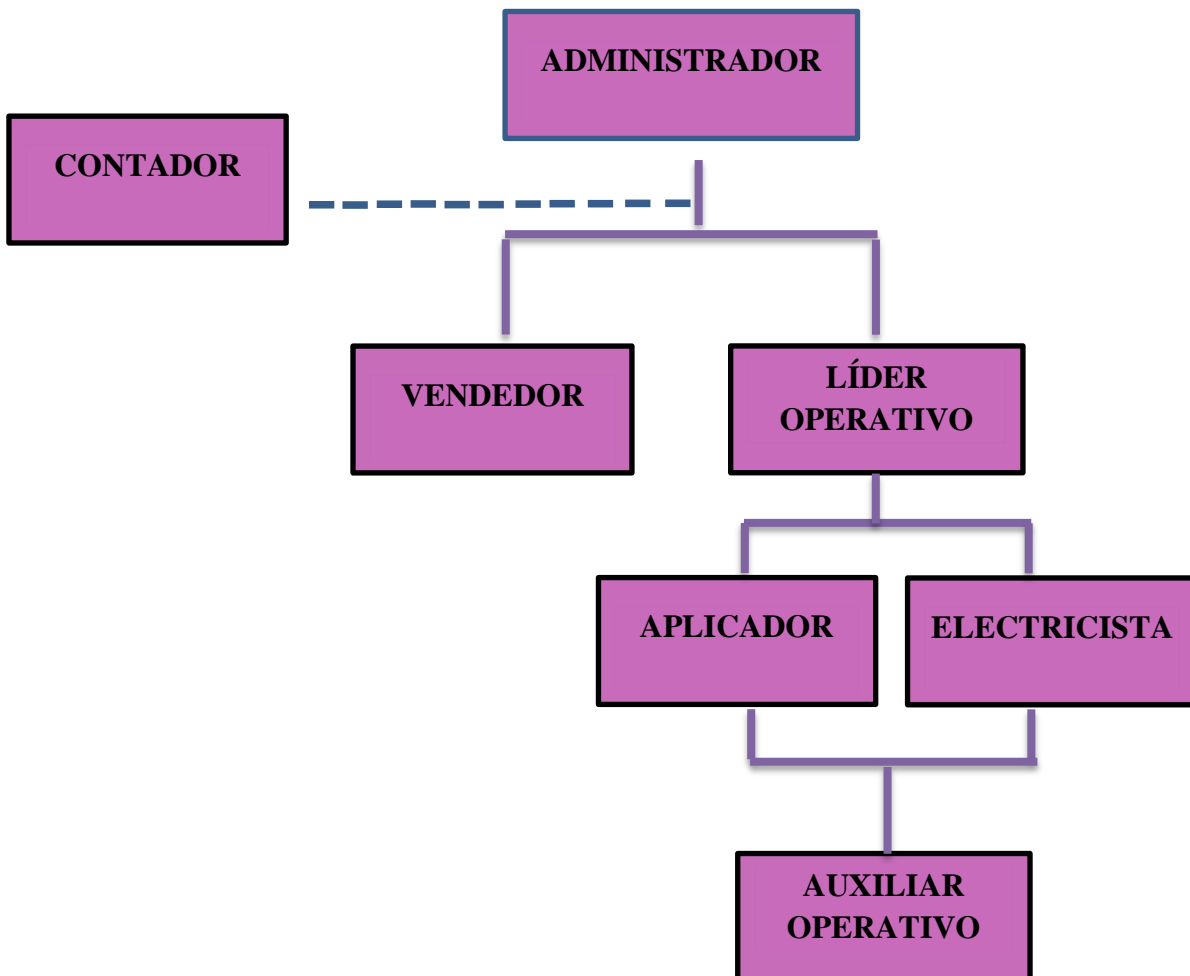 ADMINISTRADOR
CONTADOR
VENDEDOR
LÍDER
OPERATIVO
APLICADOR
ELECTRICISTA
AUXILIAR
OPERATIVO